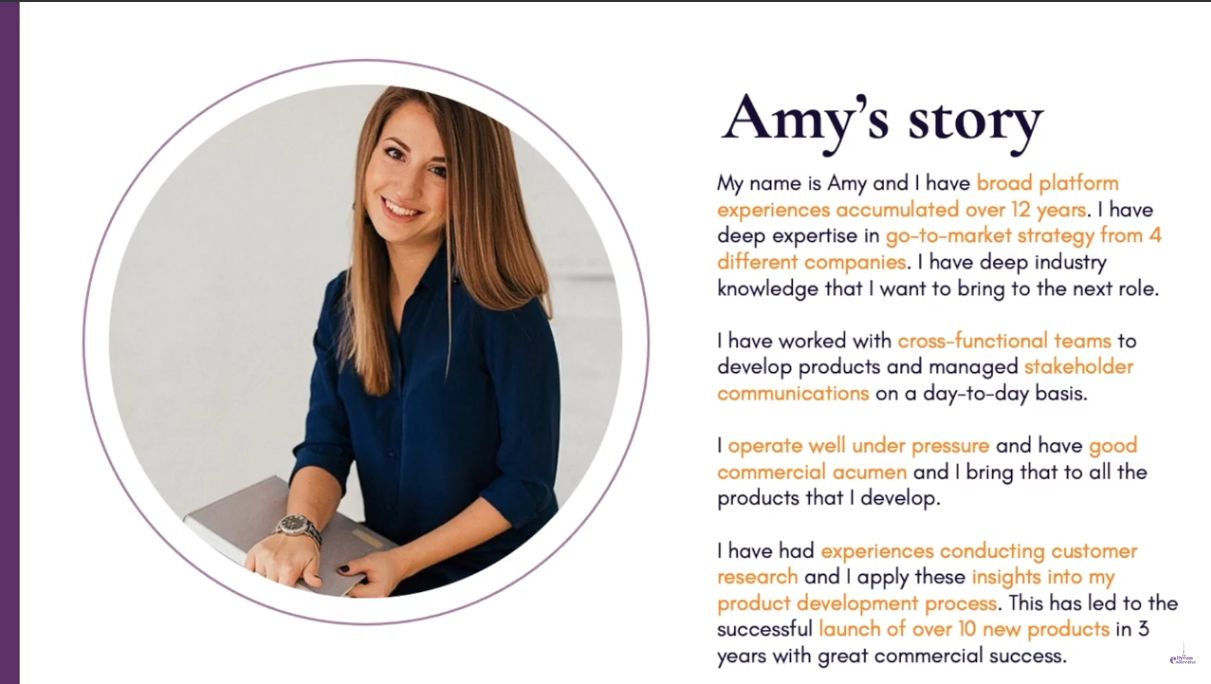 Amy's story
My name is Amy and I have broad platform
experiences accumulated over 12 years. I have
deep expertise in go-to-market strategy from 4
different companies. I have deep industry
knowledge that I want to bring to the next role.
I have worked with cross-functional teams to
develop products and managed stakeholder
communications on a day-to-day basis.
I operate well under pressure and have good
commercial acumen and I bring that to all the
products that I develop.
I have had experiences conducting customer
research and I apply these insights into my
product development process. This has led to the
successful launch of over 10 new products in 3
years with great commercial success.